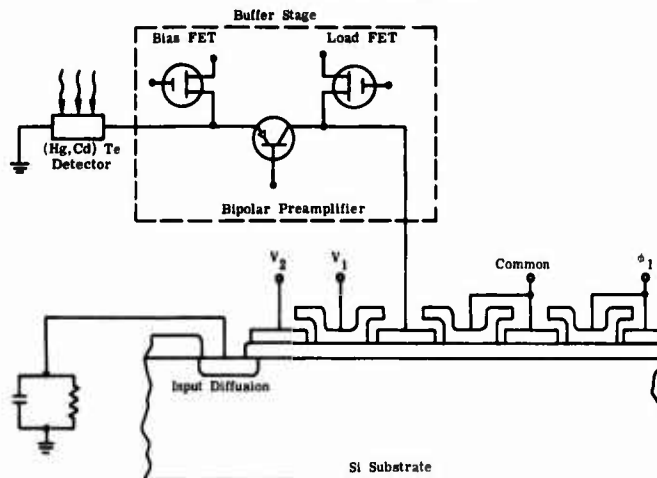 Buffer Stage
Bias FET
Load FET
(Hg,Cd) Te
Detector
Bipolar Preamplifier
V2
V1
Common
ϕ1
Input Diffusion
Si Substrate